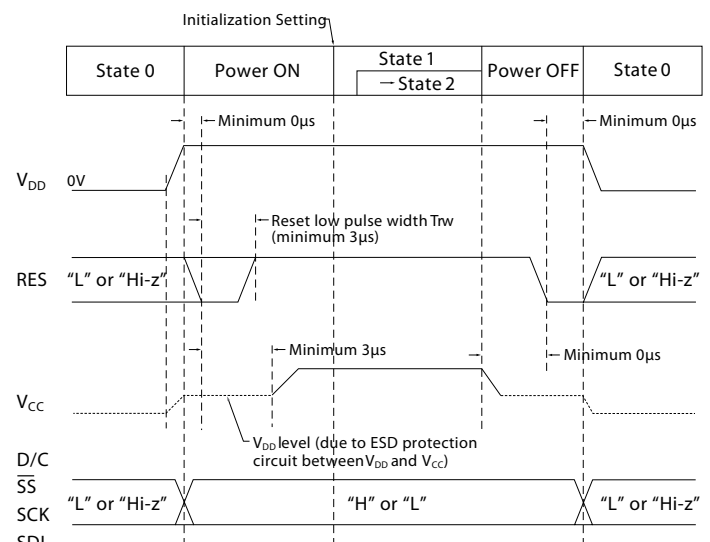 Initialization Setting
State 0
Power ON
State 1
→ State 2
Power OFF
State 0
Minimum 0µs
Minimum 0µs
VDD
0V
Reset low pulse width Trw
(minimum 3µs)
RES
“L” or “Hi-z”
“L” or “Hi-z”
Minimum 3µs
Minimum 0µs
VCC
VDD level (due to ESD protection
circuit between VDD and VCC)
D/C
SS
SCK
“L” or “Hi-z”
“H” or “L”
“L” or “Hi-z”
SDI